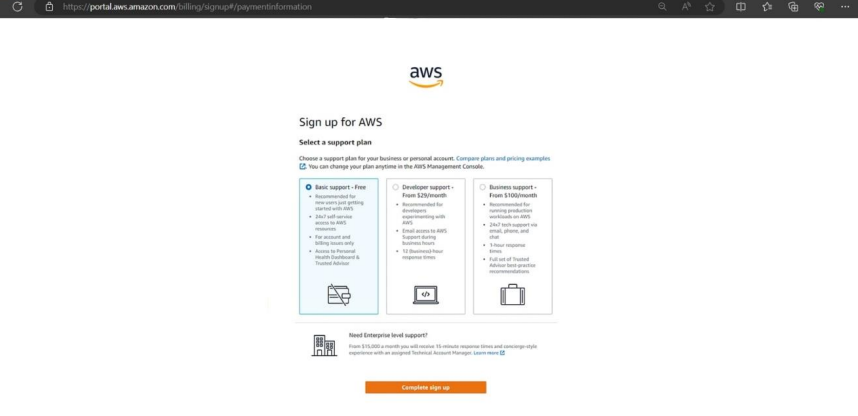 https://portal.aws.amazon.com/billing/signup#/paymentinformation
aws
Sign up for AWS
Select a support plan
Choose a support plan for your business or personal account. Compare plans and pricing examples
. You can change your plan anytime in the AWS Management Console.
Basic support - Free
• Recommended for
new users just getting
started with AWS
• 24x7 self-service
access to AWS
resources
• For account and
billing issues only
• Access to Personal
Health Dashboard &
Trusted Advisor
Developer support -
From $29/month
• Recommended for
developers
experimenting with
AWS
• Email access to AWS
Support during
business hours
• 12 (business)-hour
response times
</>
Business support -
From $100/month
• Recommended for
running production
workloads on AWS
• 24x7 tech support via
email, phone, and
chat
• 1-hour response
times
• Full set of Trusted
Advisor best-practice
recommendations
Need Enterprise level support?
From $15,000 a month you will receive 15-minute response times and concierge-style
experience with an assigned Technical Account Manager. Learn more
Complete sign up